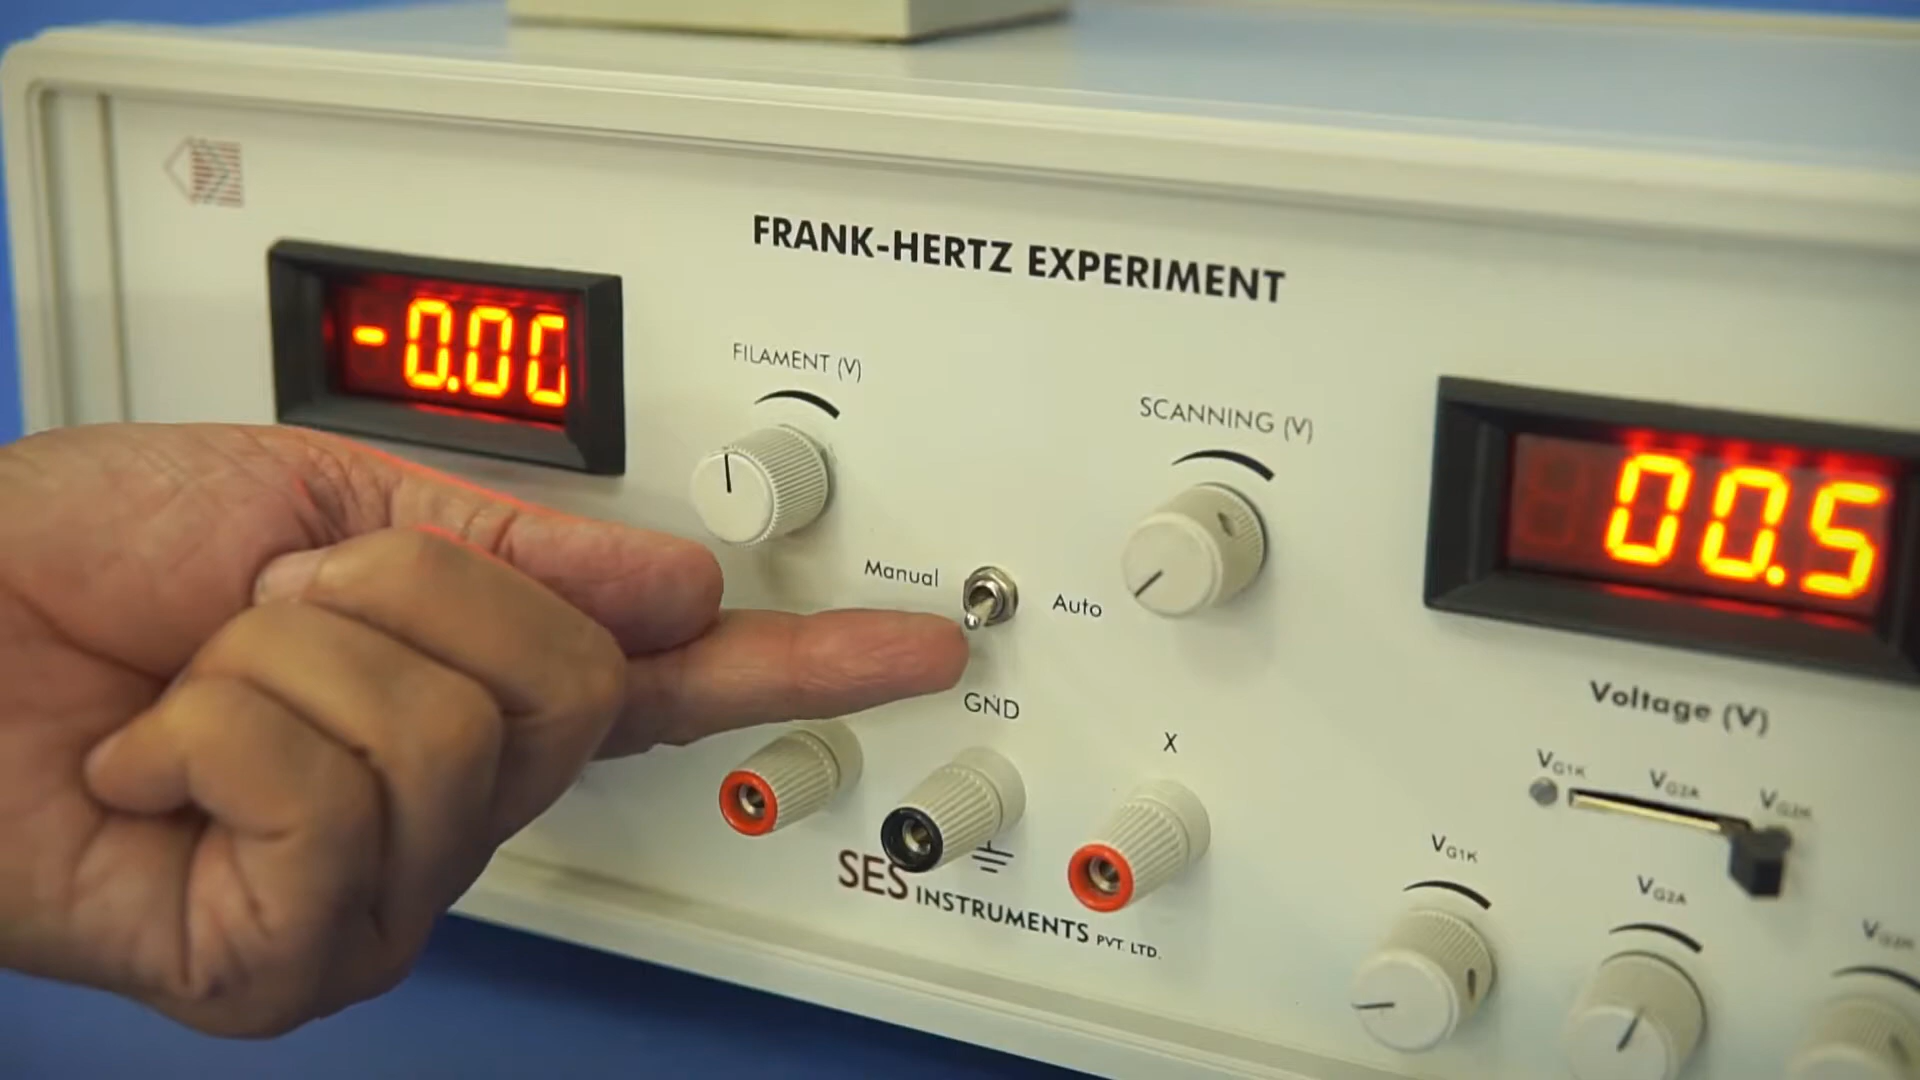 FRANK-HERTZ EXPERIMENT
-0.00
FILAMENT (V)
SCANNING (V)
00.5
Manual
Auto
GND
X
Voltage (V)
VG1K VG2A VG2K
VG1K
VG2A
VG2K
SES INSTRUMENTS PVT. LTD.